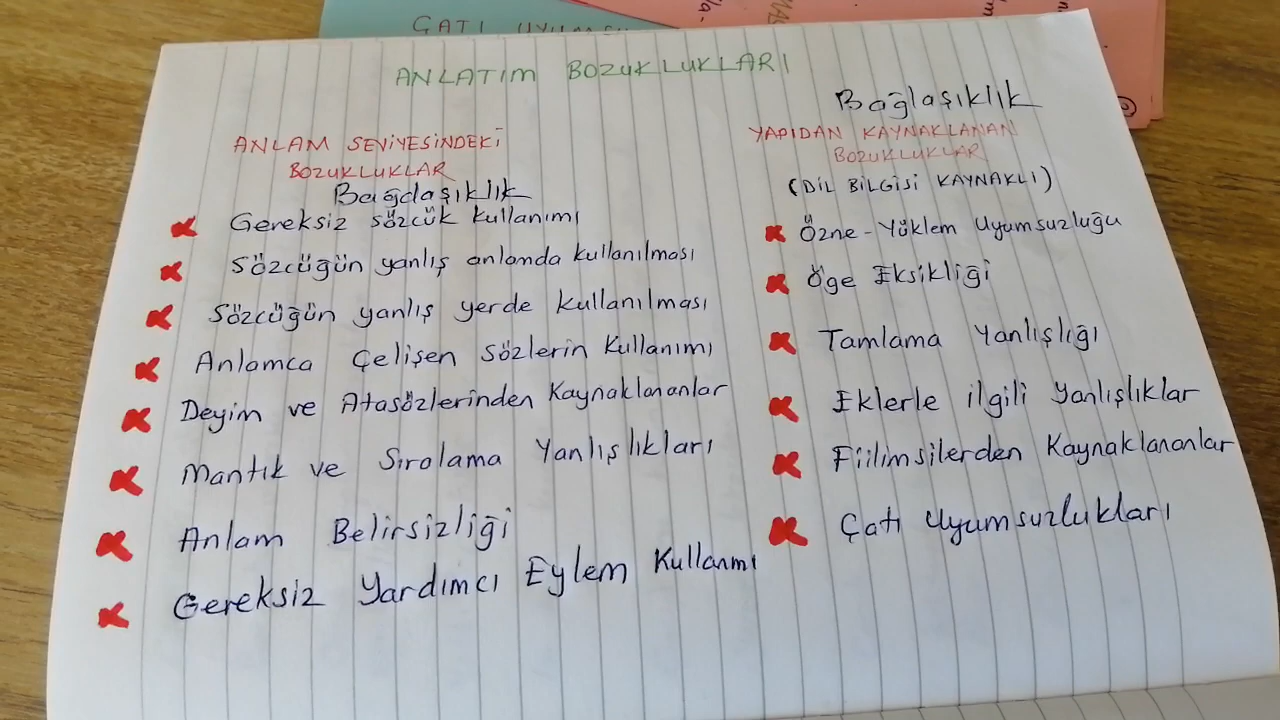 ÇATI UYUMSU
ANLATIM BOZUKLUKLARI
ANLAM SEVİYESİNDEKİ
BOZUKLUKLAR
Bağdaşıklık
Gereksiz sözcük kullanımı
Sözcüğün yanlış anlamda kullanılması
Sözcüğün yanlış yerde kullanılması
Anlamca Çelişen Sözlerin Kullanımı
Deyim ve Atasözlerinden Kaynaklananlar
Mantık ve Sıralama Yanlışlıkları
Anlam Belirsizliği
Gereksiz Yardımcı Eylem Kullanmı
Bağlaşıklık
YAPIDAN KAYNAKLANAN
BOZUKLUKLAR
(DİL BİLGİSİ KAYNAKLI)
Özne-Yüklem Uyumsuzluğu
Öge Eksikliği
Tamlama Yanlışlığı
Eklerle ilgili Yanlışlıklar
Fiilimsilerden Kaynaklananlar
Çatı Uyumsuzlukları